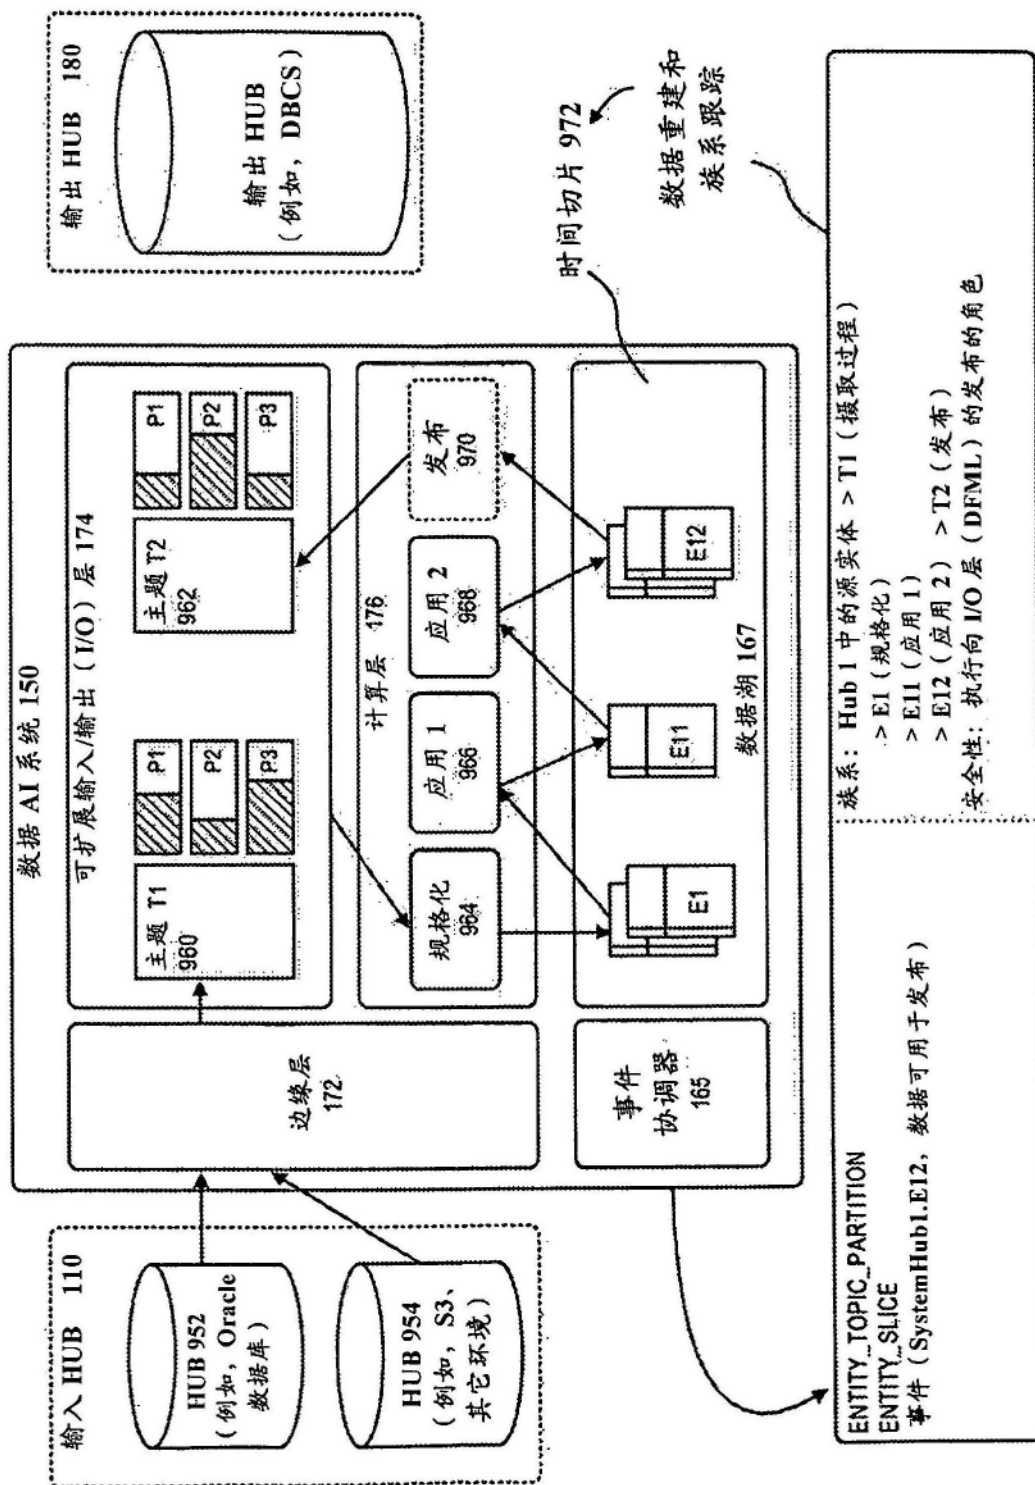 输入 HUB 110
HUB 952
(例如, Oracle
数据库)
HUB 954
(例如, S3、
其它环境)
数据 AI 系统 150
边缘层
172
可扩展输入/输出 (I/O) 层 174
主题 T1
960
P1
P2
P3
主题 T2
962
P1
P2
P3
计算层 176
规格化
964
应用 1
966
应用 2
968
发布
970
事件
协调器
165
E1
E11
E12
数据湖 167
输出 HUB 180
输出 HUB
(例如, DBCS)
时间切片 972
数据重建和
族系跟踪
ENTITY_TOPIC_PARTITION
ENTITY_SLICE
事件 (SystemHub1.E12, 数据可用于发布)
族系: Hub 1 中的源实体 > T1 (摄取过程)
> E1 (规格化)
> E11 (应用 1)
> E12 (应用 2) > T2 (发布)
安全性: 执行向 I/O 层 (DFML) 的发布的角色